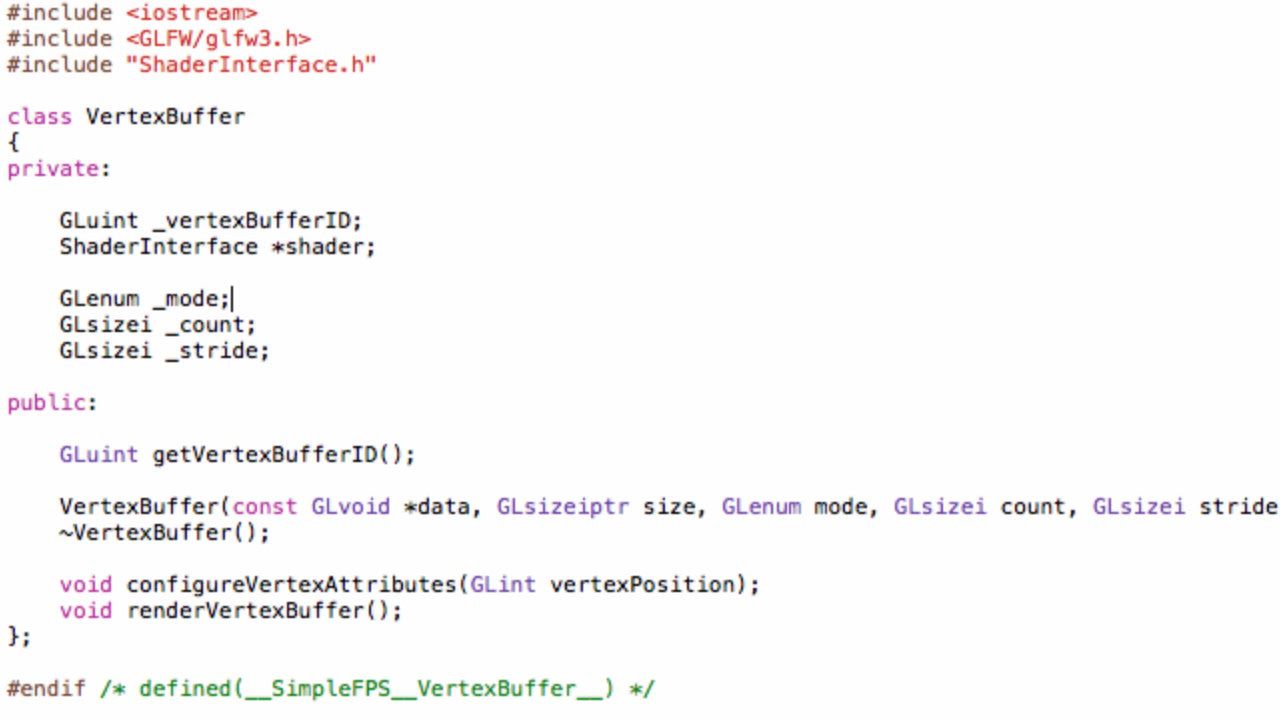 #include <iostream>
#include <GLFW/glfw3.h>
#include "ShaderInterface.h"
class VertexBuffer
{
private:
GLuint _vertexBufferID;
ShaderInterface *shader;
GLenum _mode;
GLsizei _count;
GLsizei _stride;
public:
GLuint getVertexBufferID();
VertexBuffer(const GLvoid *data, GLsizeiptr size, GLenum mode, GLsizei count, GLsizei stride
~VertexBuffer();
void configureVertexAttributes(GLint vertexPosition);
void renderVertexBuffer();
};
#endif /* defined(__SimpleFPS__VertexBuffer__) */